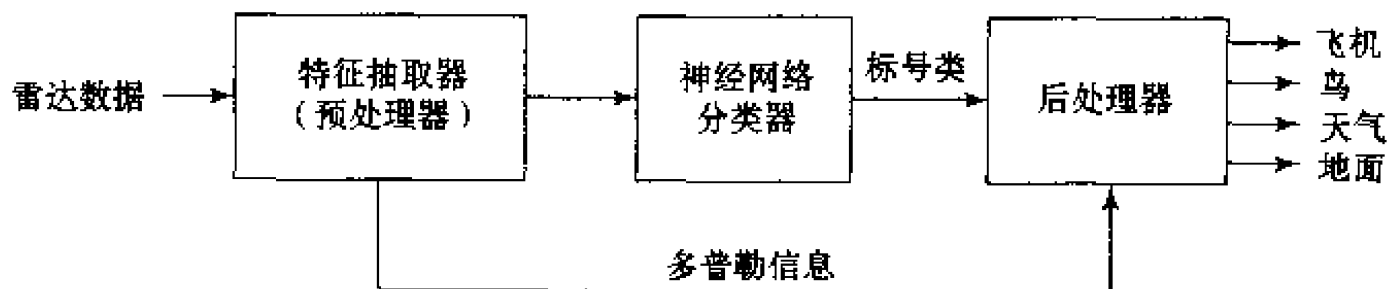 雷达数据
特征抽取器
（预处理器）
神经网络
分类器
标号类
后处理器
飞机
鸟
天气
地面
多普勒信息